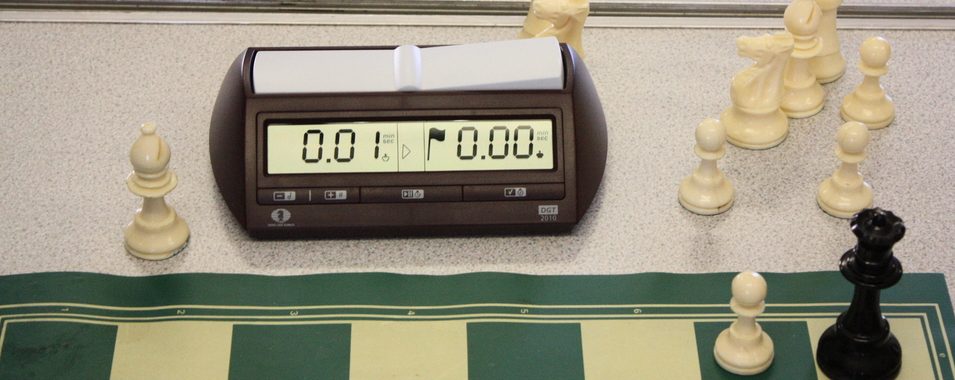 0.01 min sec 0.00 min sec
DGT
2010
1 2 3 4 5 6